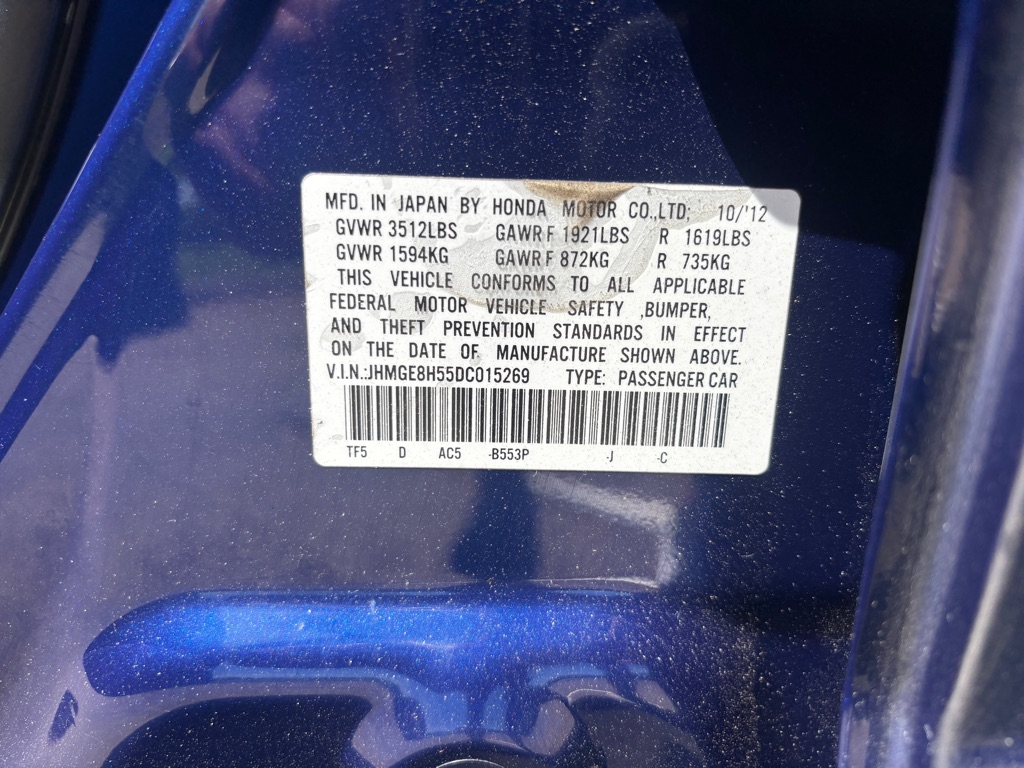 MFD. IN JAPAN BY HONDA MOTOR CO.,LTD; 10/'12
GVWR 3512LBS GAWR F 1921LBS R 1619LBS
GVWR 1594KG GAWR F 872KG R 735KG
THIS VEHICLE CONFORMS TO ALL APPLICABLE
FEDERAL MOTOR VEHICLE SAFETY ,BUMPER,
AND THEFT PREVENTION STANDARDS IN EFFECT
ON THE DATE OF MANUFACTURE SHOWN ABOVE.
V.I.N.:JHMGE8H55DC015269 TYPE: PASSENGER CAR
TF5 D AC5 -B553P -J -C